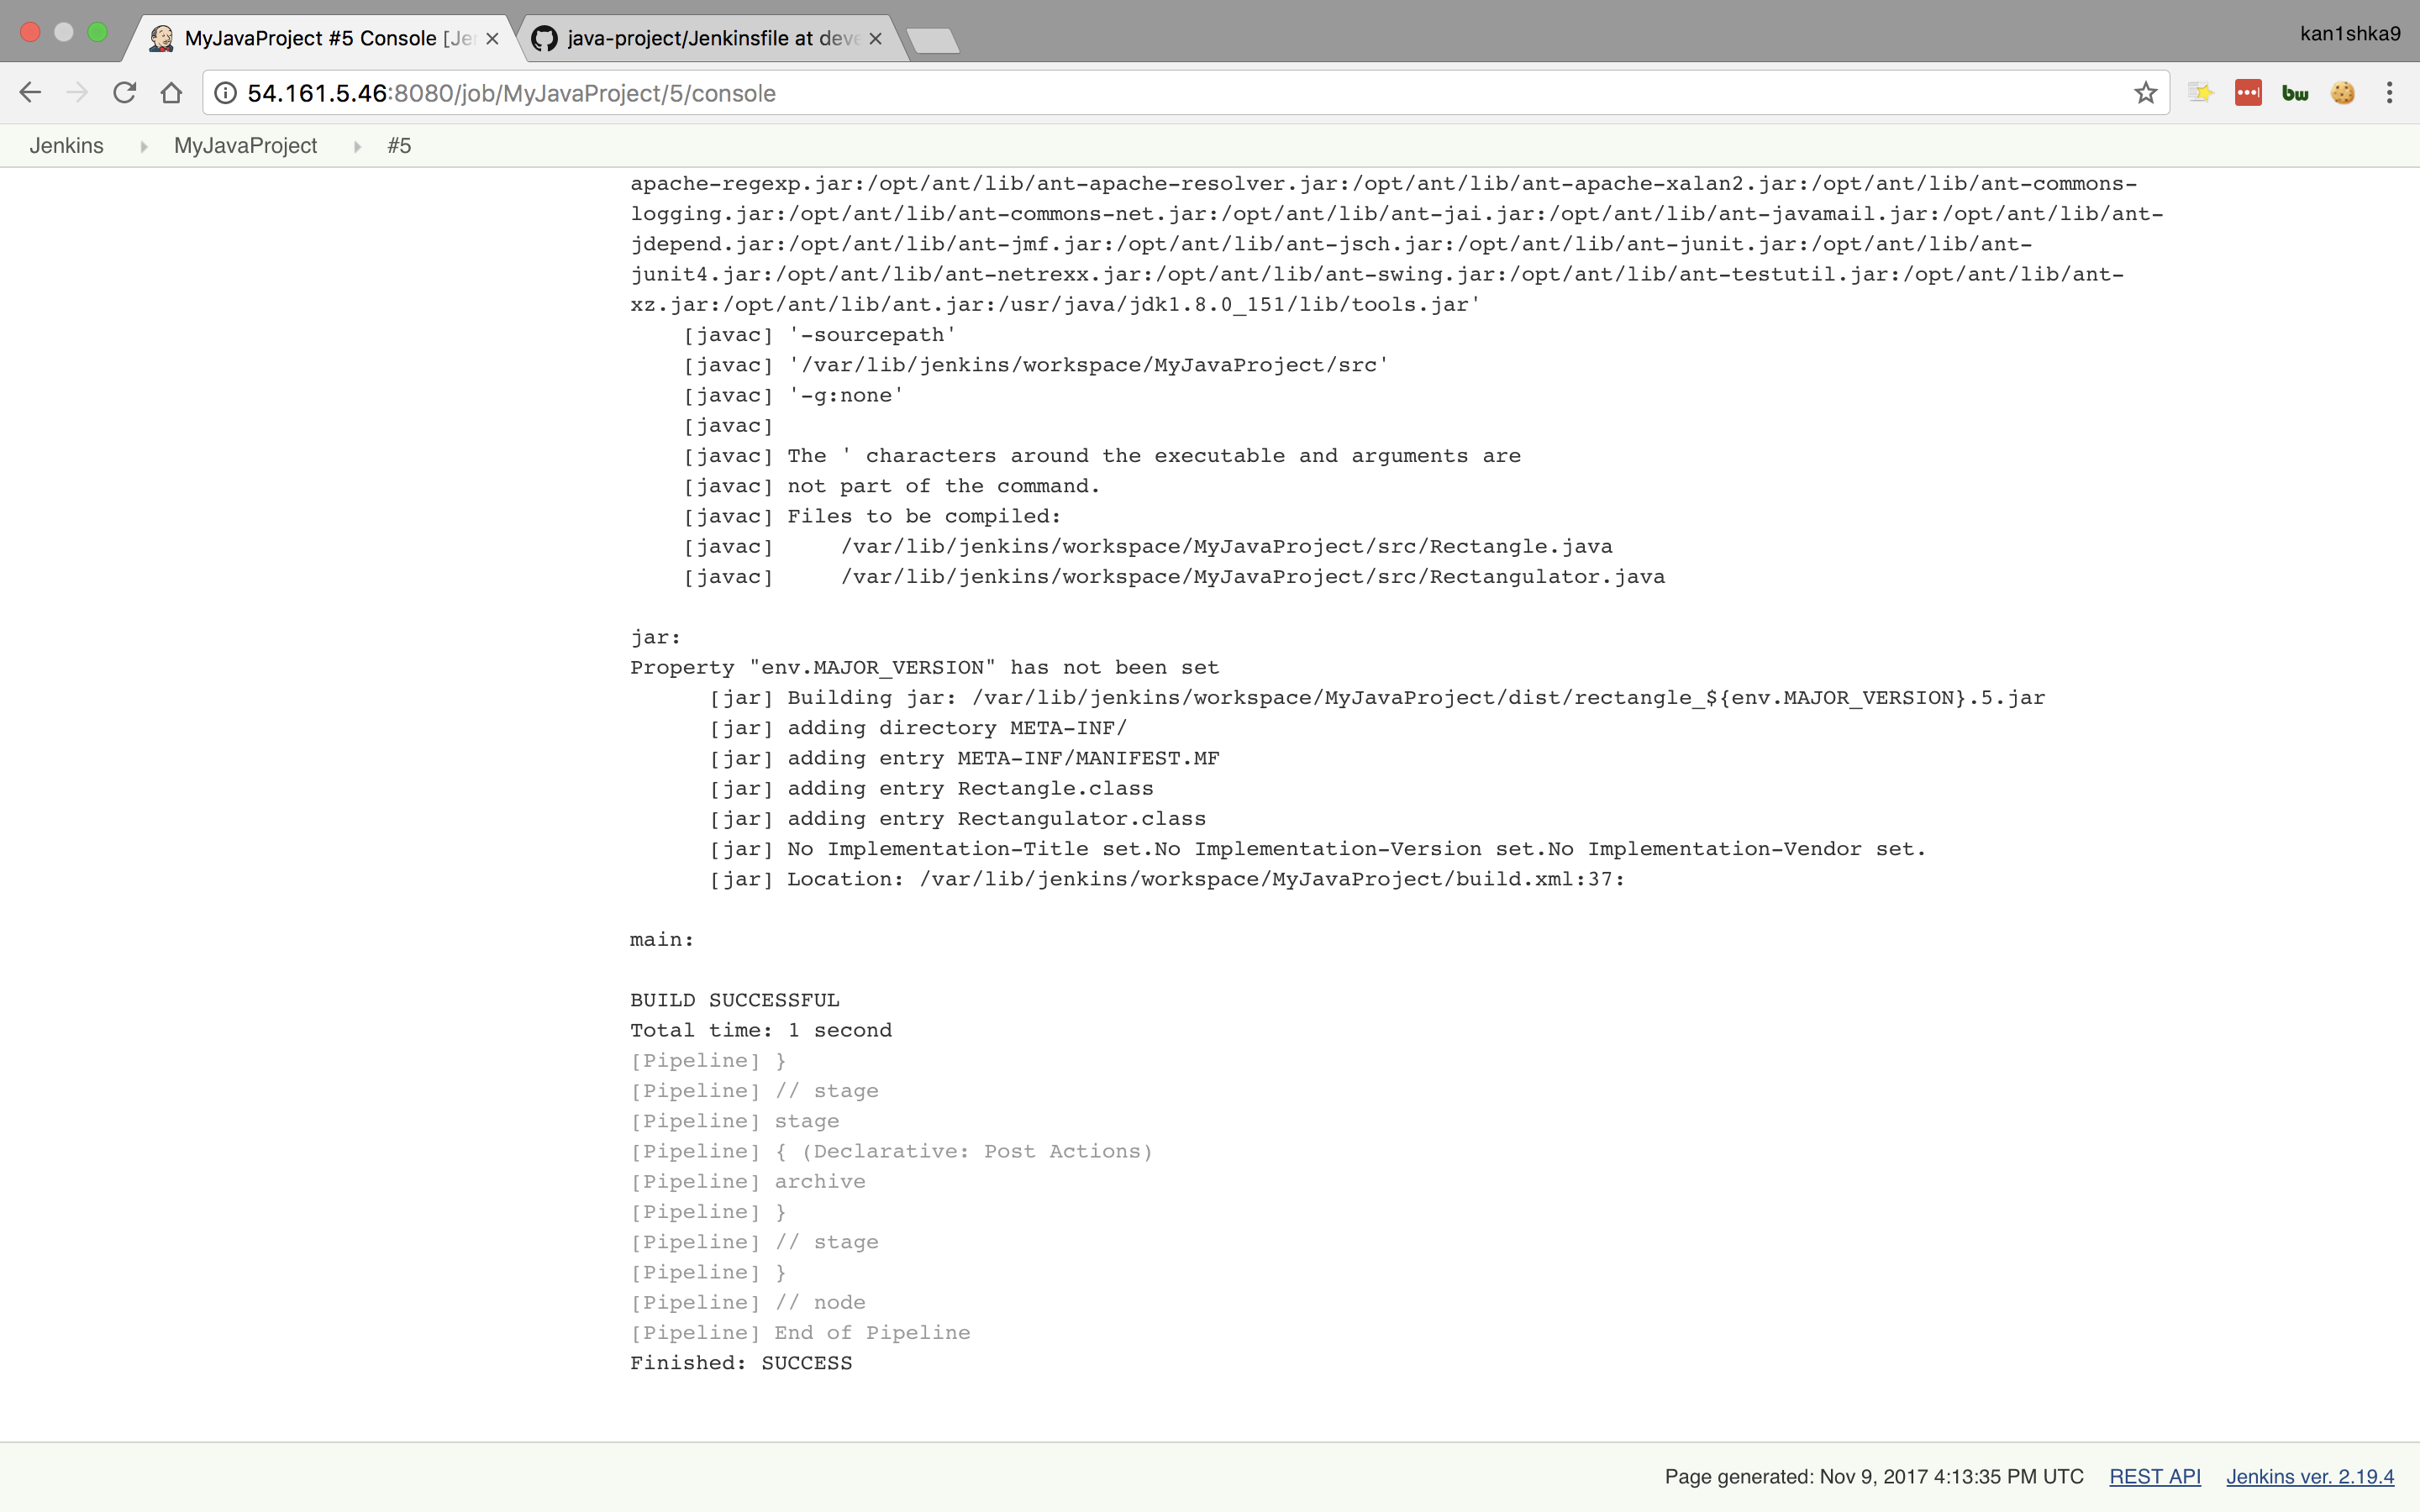 MyJavaProject #5 Console [Je
java-project/Jenkinsfile at deve
kan1shka9
54.161.5.46:8080/job/MyJavaProject/5/console
bw
Jenkins MyJavaProject #5
apache-regexp.jar:/opt/ant/lib/ant-apache-resolver.jar:/opt/ant/lib/ant-apache-xalan2.jar:/opt/ant/lib/ant-commons-
logging.jar:/opt/ant/lib/ant-commons-net.jar:/opt/ant/lib/ant-jai.jar:/opt/ant/lib/ant-javamail.jar:/opt/ant/lib/ant-
jdepend.jar:/opt/ant/lib/ant-jmf.jar:/opt/ant/lib/ant-jsch.jar:/opt/ant/lib/ant-junit.jar:/opt/ant/lib/ant-
junit4.jar:/opt/ant/lib/ant-netrexx.jar:/opt/ant/lib/ant-swing.jar:/opt/ant/lib/ant-testutil.jar:/opt/ant/lib/ant-
xz.jar:/opt/ant/lib/ant.jar:/usr/java/jdk1.8.0_151/lib/tools.jar'
[javac] '-sourcepath'
[javac] '/var/lib/jenkins/workspace/MyJavaProject/src'
[javac] '-g:none'
[javac]
[javac] The ' characters around the executable and arguments are
[javac] not part of the command.
[javac] Files to be compiled:
[javac]     /var/lib/jenkins/workspace/MyJavaProject/src/Rectangle.java
[javac]     /var/lib/jenkins/workspace/MyJavaProject/src/Rectangulator.java
jar:
Property "env.MAJOR_VERSION" has not been set
[jar] Building jar: /var/lib/jenkins/workspace/MyJavaProject/dist/rectangle_${env.MAJOR_VERSION}.5.jar
[jar] adding directory META-INF/
[jar] adding entry META-INF/MANIFEST.MF
[jar] adding entry Rectangle.class
[jar] adding entry Rectangulator.class
[jar] No Implementation-Title set.No Implementation-Version set.No Implementation-Vendor set.
[jar] Location: /var/lib/jenkins/workspace/MyJavaProject/build.xml:37:
main:
BUILD SUCCESSFUL
Total time: 1 second
[Pipeline] }
[Pipeline] // stage
[Pipeline] stage
[Pipeline] { (Declarative: Post Actions)
[Pipeline] archive
[Pipeline] }
[Pipeline] // stage
[Pipeline] }
[Pipeline] // node
[Pipeline] End of Pipeline
Finished: SUCCESS
Page generated: Nov 9, 2017 4:13:35 PM UTC REST API Jenkins ver. 2.19.4